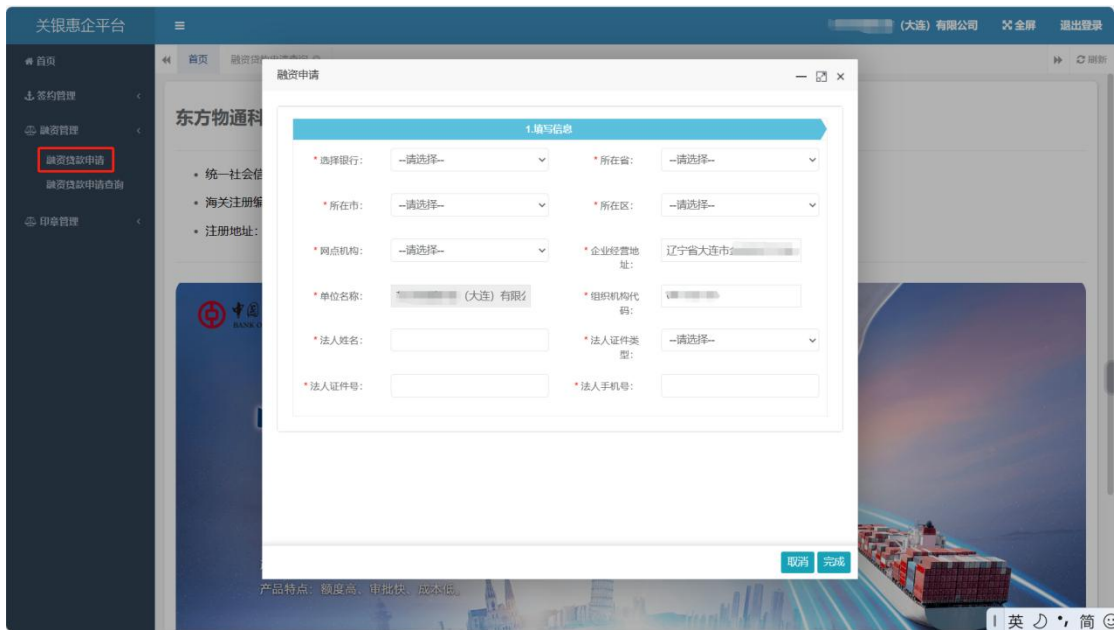 关银惠企平台
(大连)有限公司 全屏 退出登录
首页
首页
刷新
签约管理
融资管理
融资贷款申请
融资贷款申请查询
印章管理
东方物通科
统一社会信
海关注册编
注册地址:
融资申请
1.填写信息
*选择银行: --请选择-- *所在省: --请选择--
*所在市: --请选择-- *所在区: --请选择--
*网点机构: --请选择-- *企业经营地址: 辽宁省大连市
*单位名称: (大连)有限 *组织机构代码:
*法人姓名: *法人证件类型: --请选择--
*法人证件号: *法人手机号:
取消 完成
中国
BANK O
产品特点:额度高、审批快、成本低。
英 简